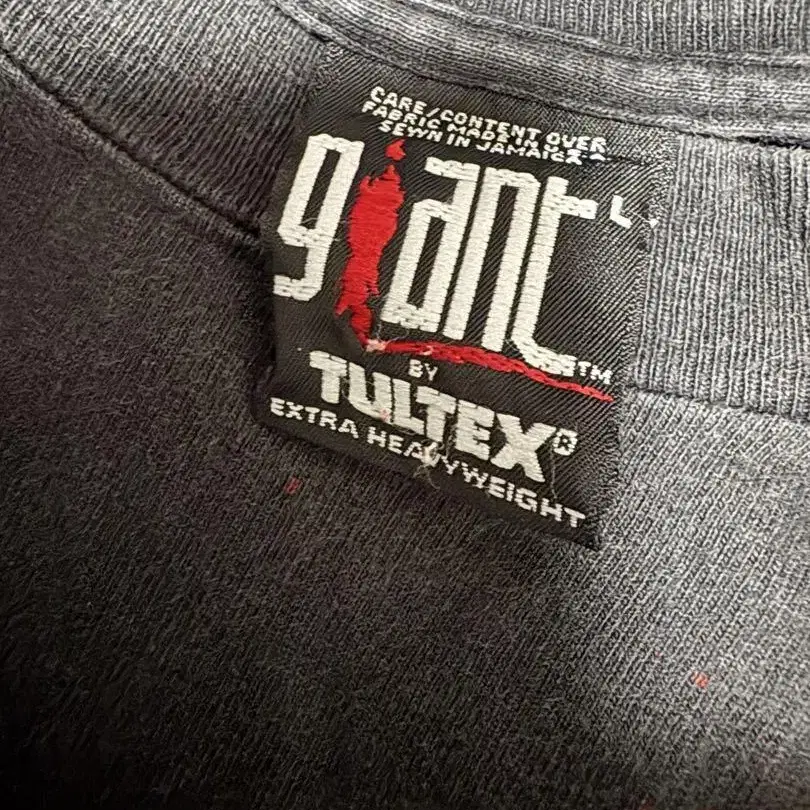 CARE/CONTENT OVER
FABRIC MADE IN U.S.A.
SEWN IN JAMAICA
giant L
TM
BY
TULTEX®
EXTRA HEAVYWEIGHT